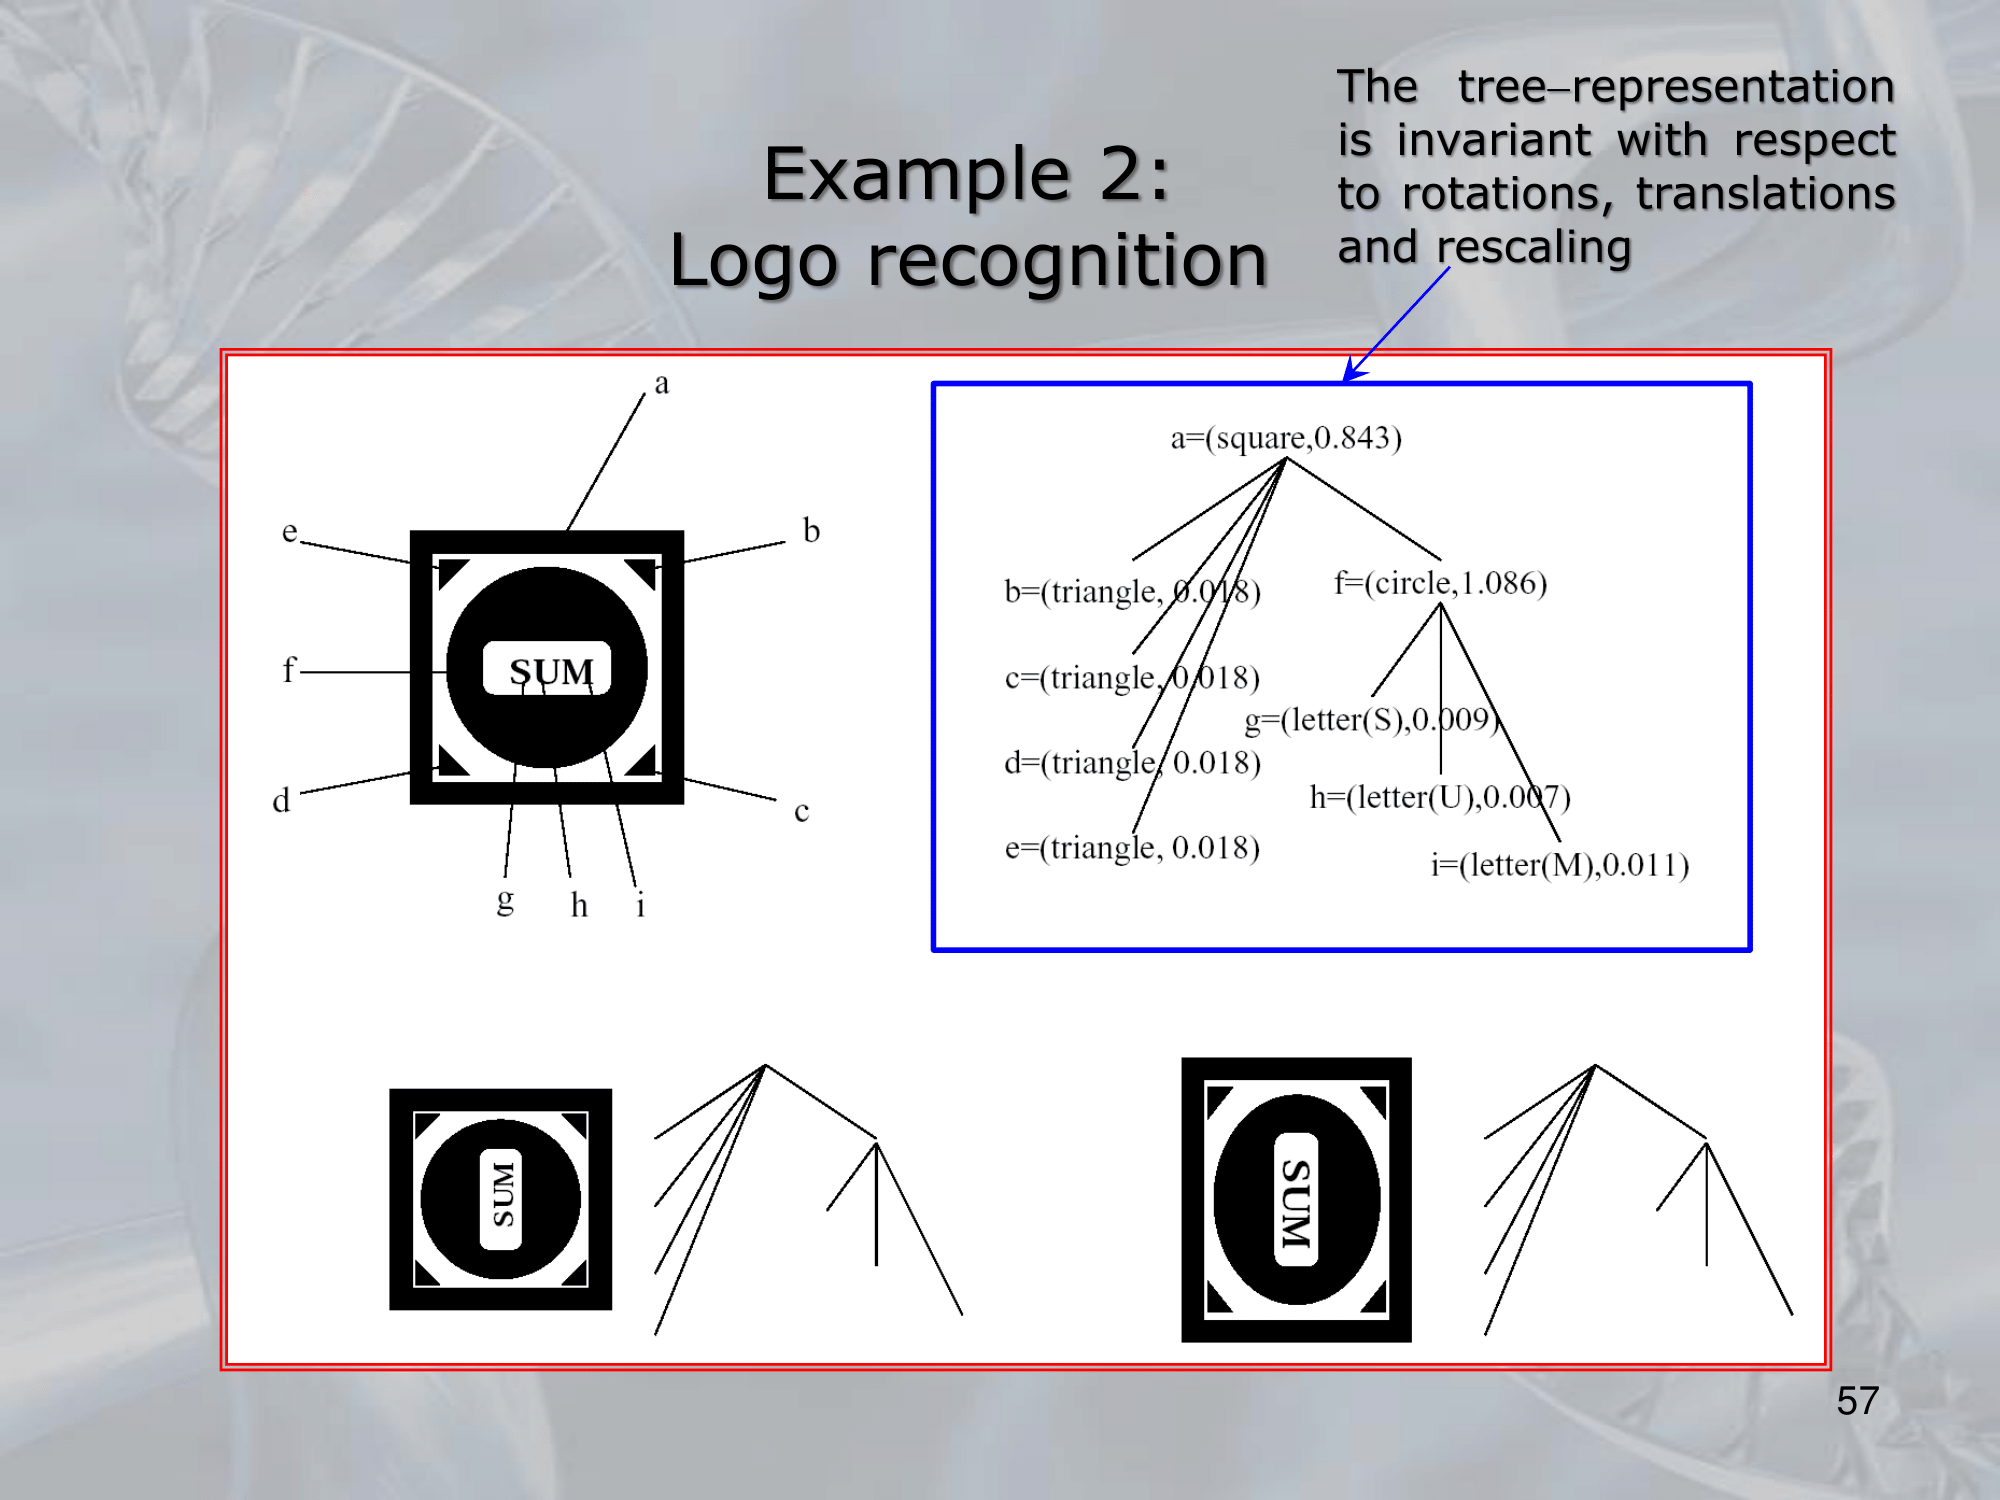 The tree–representation
is invariant with respect
to rotations, translations
and rescaling
Example 2:
Logo recognition
a
e
b
f
SUM
d
c
g h i
a=(square,0.843)
b=(triangle, 0.018)
f=(circle,1.086)
c=(triangle, 0.018)
g=(letter(S),0.009)
d=(triangle, 0.018)
h=(letter(U),0.007)
e=(triangle, 0.018)
i=(letter(M),0.011)
SUM
SUM
57